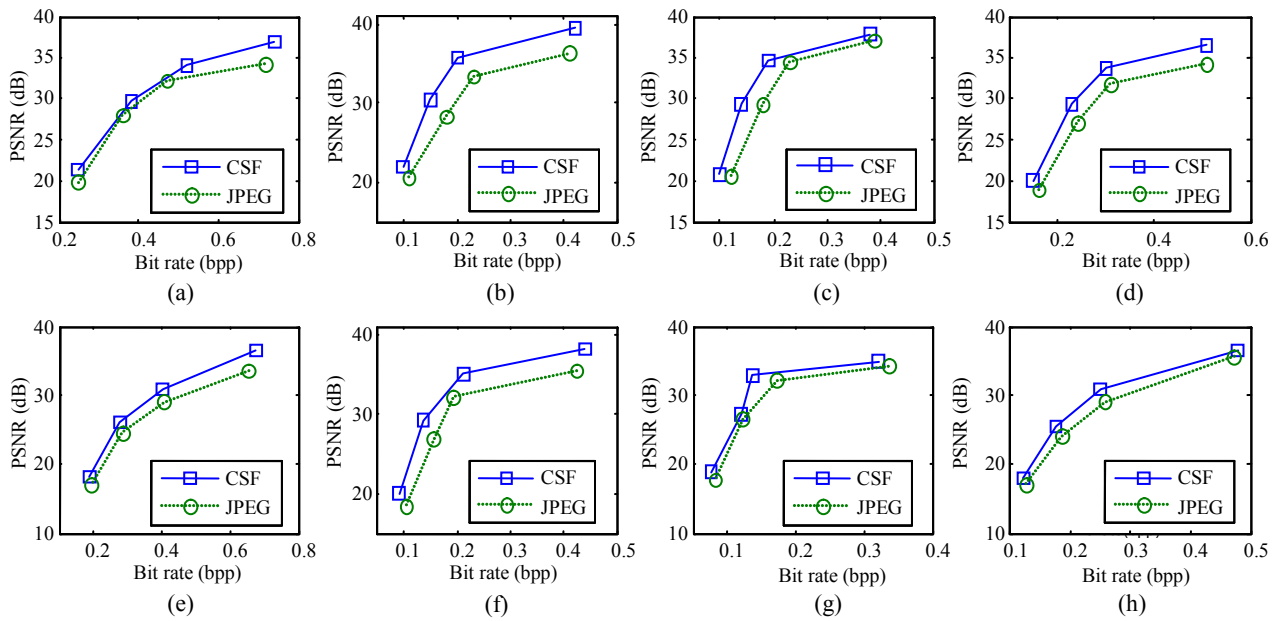 40
35
30
25
20
15
PSNR (dB)
CSF
JPEG
0.2
0.4
0.6
0.8
Bit rate (bpp)
(a)
40
30
20
PSNR (dB)
CSF
JPEG
0.1
0.2
0.3
0.4
0.5
Bit rate (bpp)
(b)
40
35
30
25
20
15
PSNR (dB)
CSF
JPEG
0.1
0.2
0.3
0.4
0.5
Bit rate (bpp)
(c)
40
35
30
25
20
15
PSNR (dB)
CSF
JPEG
0.2
0.4
0.6
Bit rate (bpp)
(d)
40
30
20
10
PSNR (dB)
CSF
JPEG
0.2
0.4
0.6
0.8
Bit rate (bpp)
(e)
40
30
20
PSNR (dB)
CSF
JPEG
0.1
0.2
0.3
0.4
0.5
Bit rate (bpp)
(f)
40
30
20
10
PSNR (dB)
CSF
JPEG
0.1
0.2
0.3
0.4
Bit rate (bpp)
(g)
40
30
20
10
PSNR (dB)
CSF
JPEG
0.1
0.2
0.3
0.4
0.5
Bit rate (bpp)
(h)